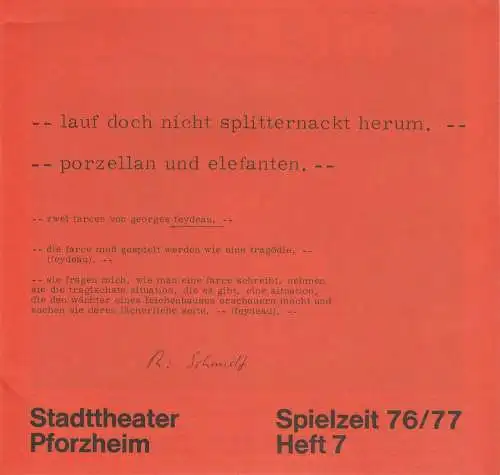 -- lauf doch nicht splitternackt herum. --
-- porzellan und elefanten. --
-- zwei farcen von georges feydeau. --
-- die farce muß gespielt werden wie eine tragödie. --
(feydeau). --
-- sie fragen mich, wie man eine farce schreibt. nehmen
sie die tragischste situation, die es gibt, eine situation,
die den wächter eines leichenhauses erschauern macht und
suchen sie deren lächerliche seite. -- (feydeau). --
R: Schmidt
Stadttheater
Pforzheim
Spielzeit 76/77
Heft 7